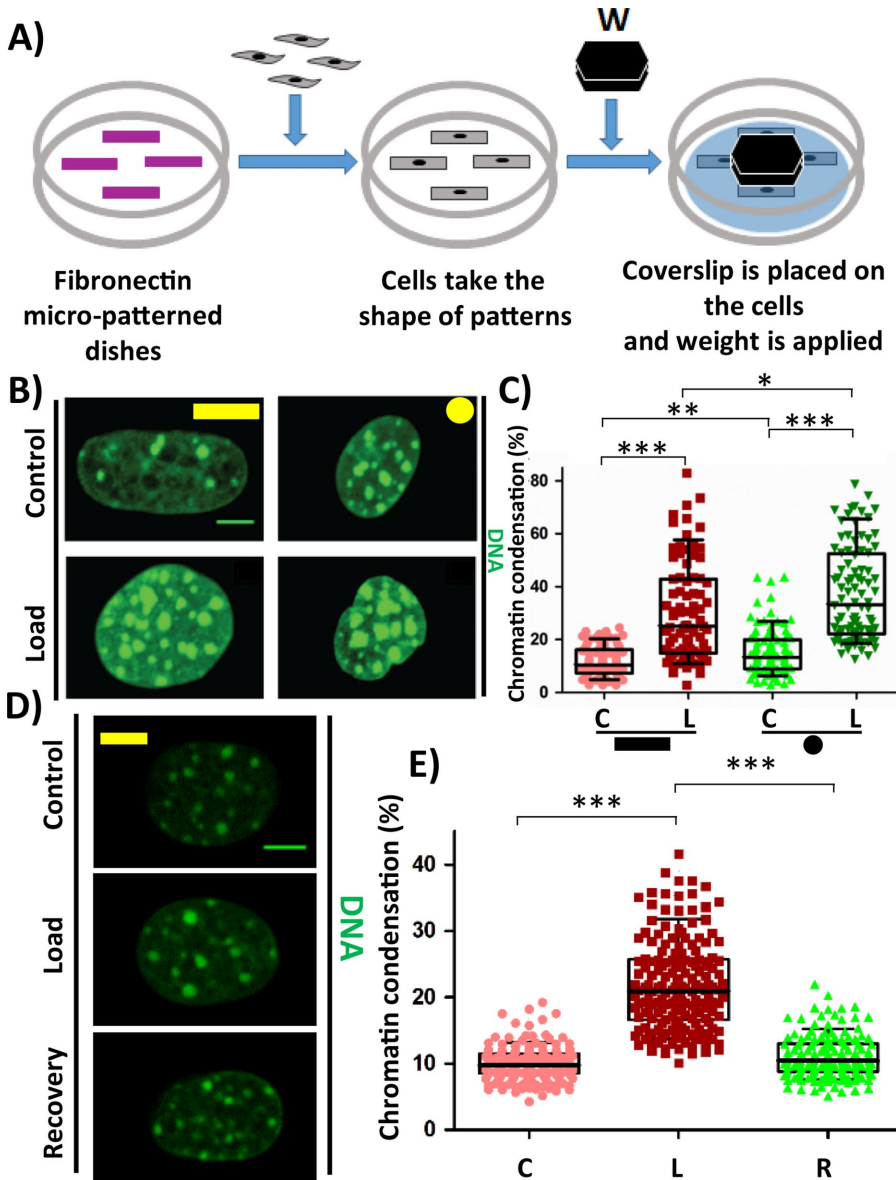 A)
W
Fibronectin
micro-patterned
dishes
Cells take the
shape of patterns
Coverslip is placed on
the cells
and weight is applied
B)
Control
Load
DNA
C)
Chromatin condensation (%)
80
60
40
20
0
*
**
***
***
C
L
C
L
D)
Control
Load
Recovery
DNA
E)
Chromatin condensation (%)
40
30
20
10
0
***
***
C
L
R